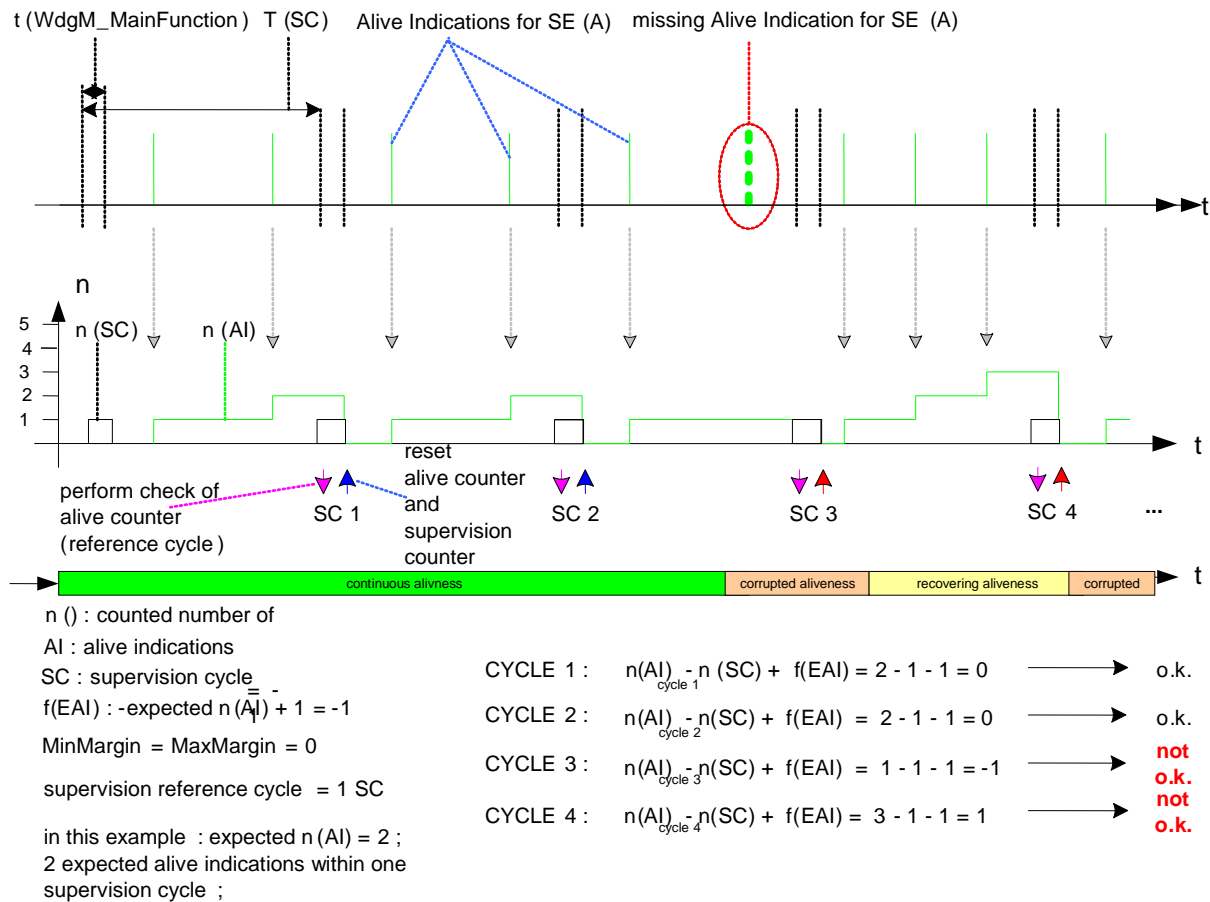 t (WdgM_MainFunction) T (SC) Alive Indications for SE (A) missing Alive Indication for SE (A)
t
n
5
4
3
2
1
n (SC) n (AI)
t
perform check of
alive counter
(reference cycle)
reset
alive counter
and
supervision
counter
SC 1 SC 2 SC 3 SC 4 ...
continuous alivness corrupted aliveness recovering aliveness corrupted t
n () : counted number of
AI : alive indications
SC : supervision cycle
f(EAI) : -expected n (AI) + 1 = -1
= -
1
MinMargin = MaxMargin = 0
supervision reference cycle = 1 SC
in this example : expected n (AI) = 2 ;
2 expected alive indications within one
supervision cycle ;
CYCLE 1 : n(AI) cycle 1 - n (SC) + f(EAI) = 2 - 1 - 1 = 0 o.k.
CYCLE 2 : n(AI) cycle 2 - n(SC) + f(EAI) = 2 - 1 - 1 = 0 o.k.
CYCLE 3 : n(AI) cycle 3 - n(SC) + f(EAI) = 1 - 1 - 1 = -1 not
o.k.
CYCLE 4 : n(AI) cycle 4 - n(SC) + f(EAI) = 3 - 1 - 1 = 1 not
o.k.